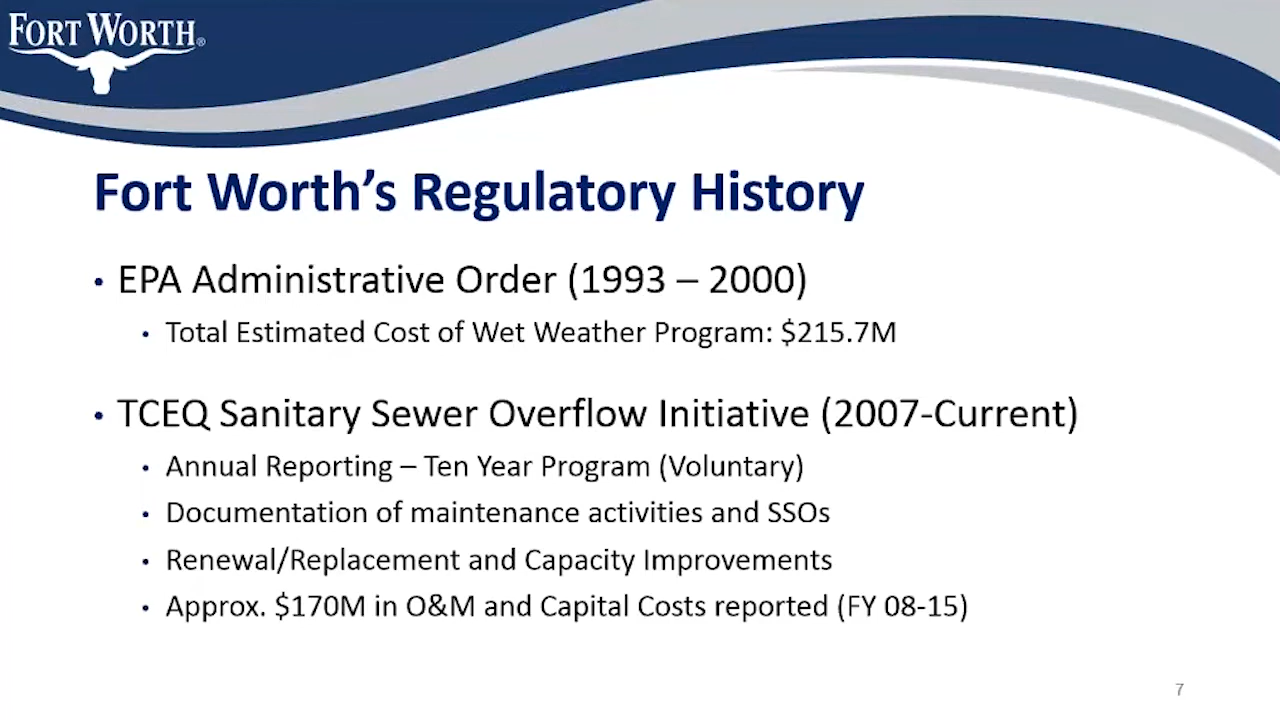 FORT WORTH®
Fort Worth's Regulatory History
• EPA Administrative Order (1993 – 2000)
• Total Estimated Cost of Wet Weather Program: $215.7M
• TCEQ Sanitary Sewer Overflow Initiative (2007-Current)
• Annual Reporting – Ten Year Program (Voluntary)
• Documentation of maintenance activities and SSOs
• Renewal/Replacement and Capacity Improvements
• Approx. $170M in O&M and Capital Costs reported (FY 08-15)
7